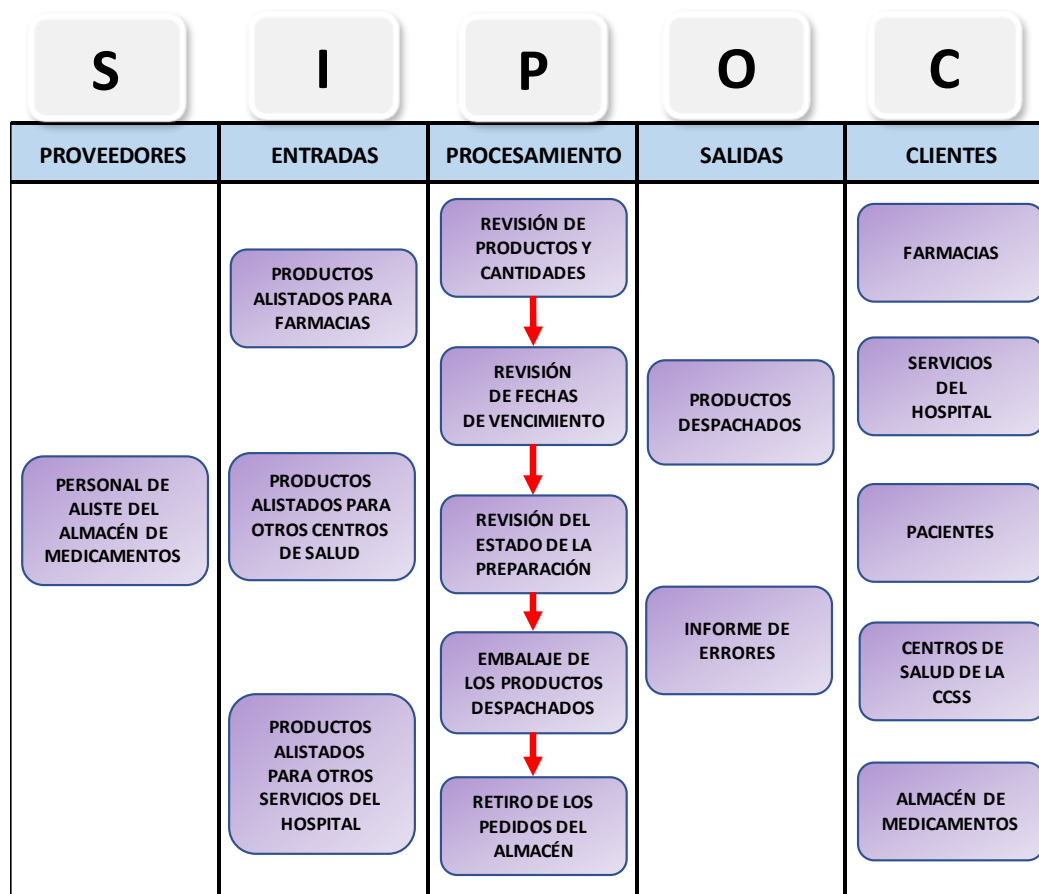 S
I
P
O
C
PROVEEDORES
ENTRADAS
PROCESAMIENTO
SALIDAS
CLIENTES
PERSONAL DE
ALISTE DEL
ALMACÉN DE
MEDICAMENTOS
PRODUCTOS
ALISTADOS PARA
FARMACIAS
PRODUCTOS
ALISTADOS PARA
OTROS CENTROS
DE SALUD
PRODUCTOS
ALISTADOS
PARA OTROS
SERVICIOS DEL
HOSPITAL
REVISIÓN DE
PRODUCTOS Y
CANTIDADES
REVISIÓN
DE FECHAS
DE VENCIMIENTO
REVISIÓN DEL
ESTADO DE LA
PREPARACIÓN
EMBALAJE DE
LOS PRODUCTOS
DESPACHADOS
RETIRO DE LOS
PEDIDOS DEL
ALMACÉN
PRODUCTOS
DESPACHADOS
INFORME DE
ERRORES
FARMACIAS
SERVICIOS
DEL
HOSPITAL
PACIENTES
CENTROS DE
SALUD DE LA
CCSS
ALMACÉN DE
MEDICAMENTOS